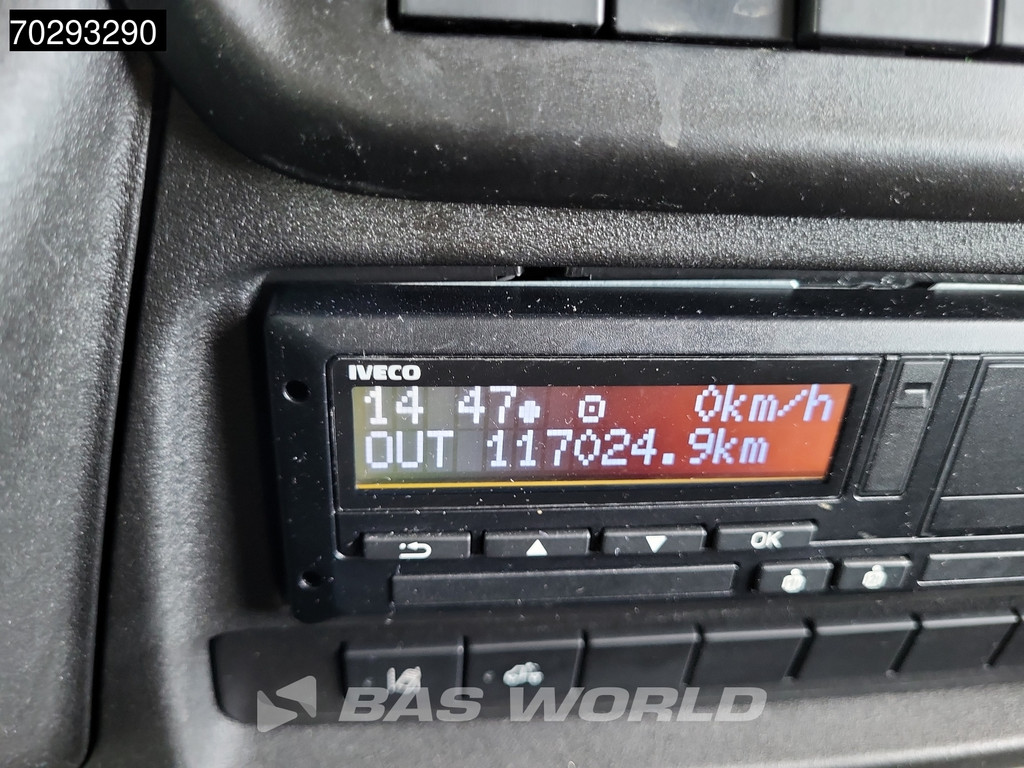 70293290
IVECO
14 47 0km/h
OUT 117024.9km
OK
BAS WORLD